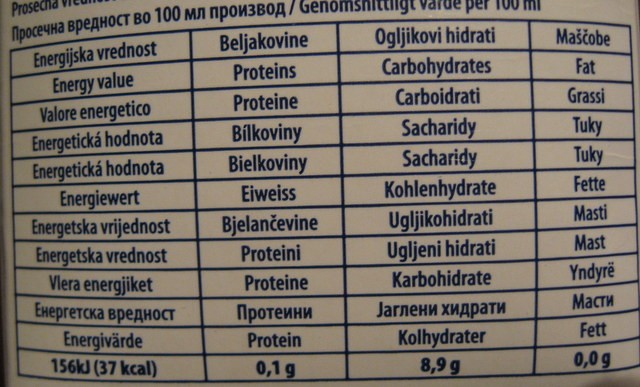 Prosečna
Просечна вредност во 100 мл производ / Genomsnittligt värde per 100 ml
Energijska vrednost Beljakovine Ogljikovi hidrati Maščobe
Energy value Proteins Carbohydrates Fat
Valore energetico Proteine Carboidrati Grassi
Energetická hodnota Bílkoviny Sacharidy Tuky
Energetická hodnota Bielkoviny Sacharidy Tuky
Energiewert Eiweiss Kohlenhydrate Fette
Energetska vrijednost Bjelančevine Ugljikohidrati Masti
Energetska vrednost Proteini Ugljeni hidrati Mast
Vlera energjiket Proteine Karbohidrate Yndyrë
Енергетска вредност Протеини Јаглени хидрати Масти
Energivärde Protein Kolhydrater Fett
156kJ (37 kcal) 0,1 g 8,9 g 0,0 g